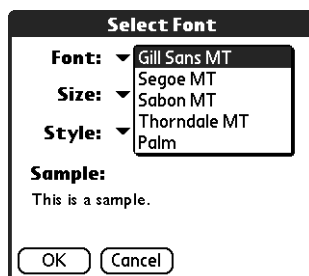 Select Font
Font: Gill Sans MT
Segoe MT
Size: Sabon MT
Thorndale MT
Style: Palm
Sample:
This is a sample.
OK Cancel